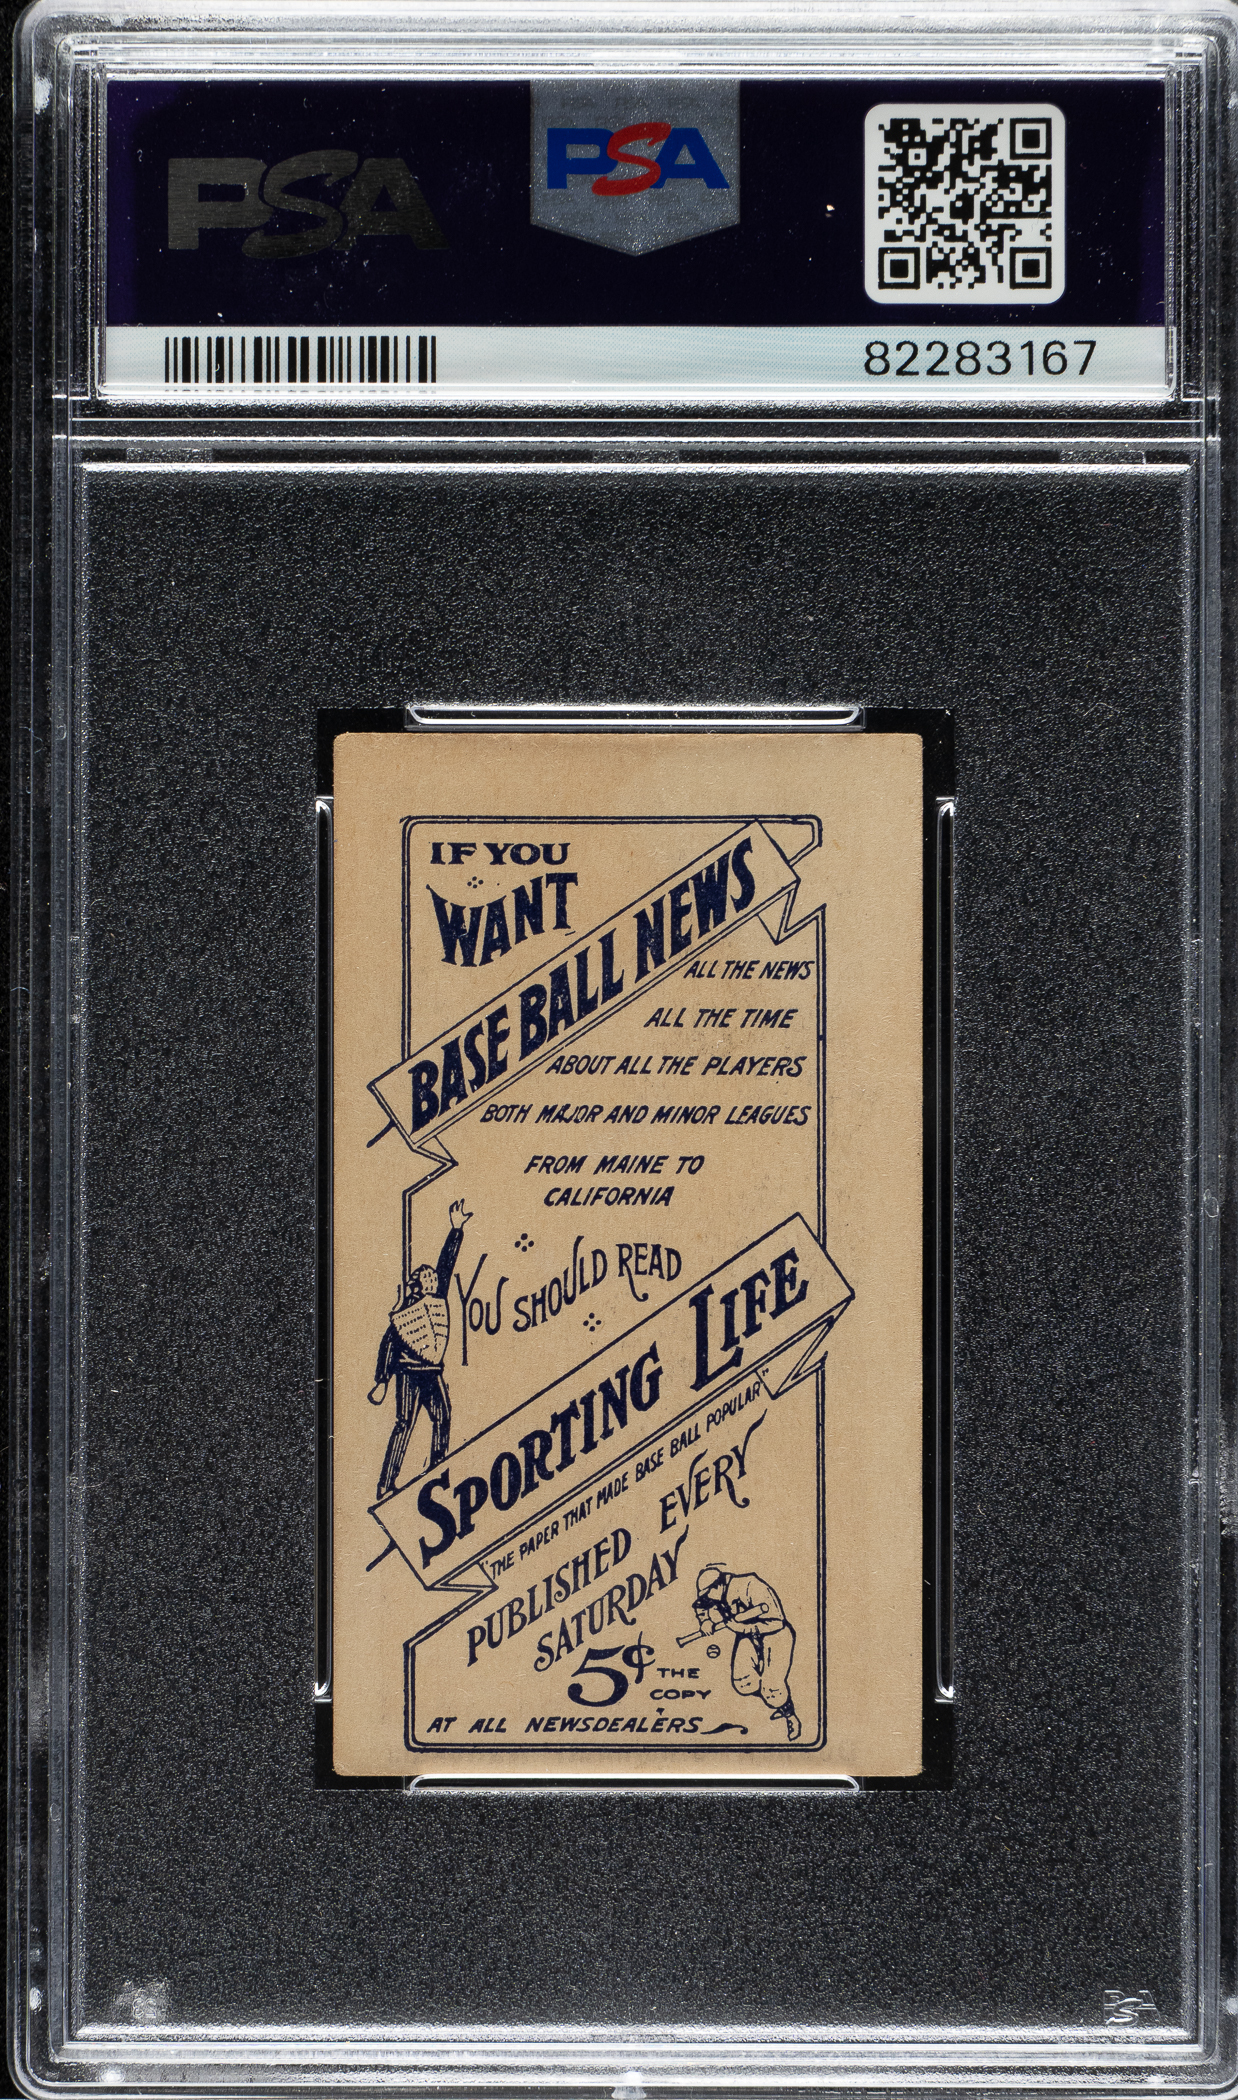 PSA
PSA
82283167
IF YOU
WANT
BASE BALL NEWS
ALL THE NEWS
ALL THE TIME
ABOUT ALL THE PLAYERS
BOTH MAJOR AND MINOR LEAGUES
FROM MAINE TO
CALIFORNIA
YOU SHOULD READ
SPORTING LIFE
"THE PAPER THAT MADE BASE BALL POPULAR"
PUBLISHED EVERY
SATURDAY
5¢ THE
COPY
AT ALL NEWSDEALERS
PSA